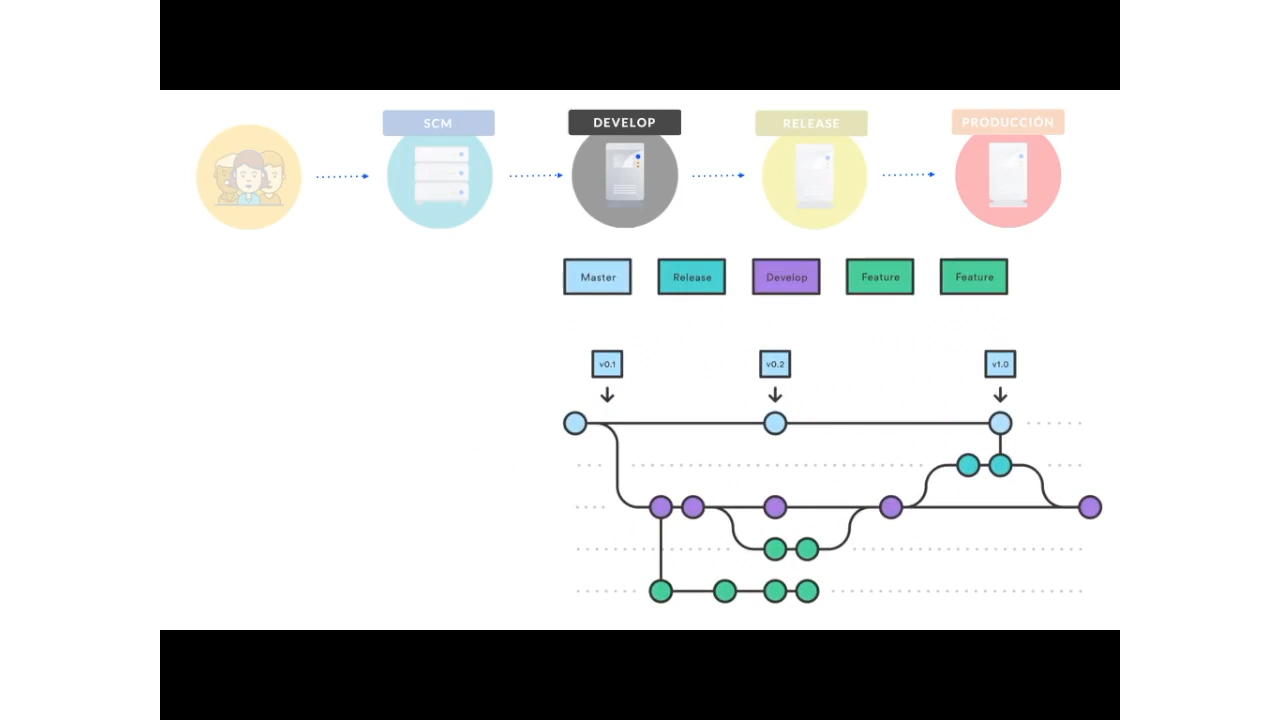 SCM
DEVELOP
RELEASE
PRODUCCIÓN
Master
Release
Develop
Feature
Feature
v0.1
v0.2
v1.0